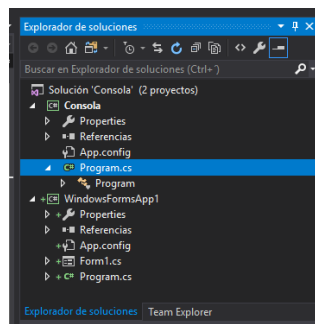 Explorador de soluciones
Buscar en Explorador de soluciones (Ctrl+´)
Solución 'Consola' (2 proyectos)
C# Consola
Properties
Referencias
App.config
C# Program.cs
Program
+C# WindowsFormsApp1
+ Properties
Referencias
+ App.config
+ Form1.cs
+ C# Program.cs
Explorador de soluciones Team Explorer